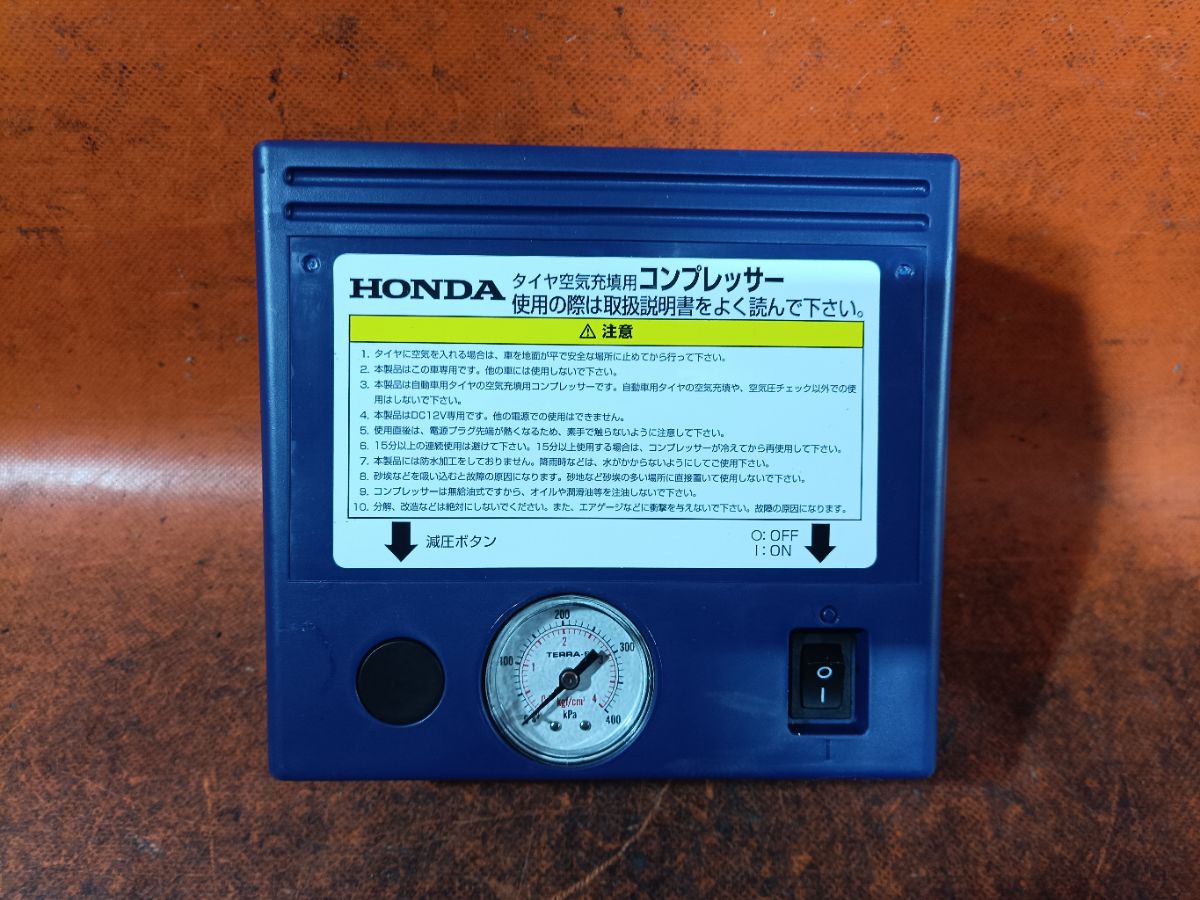 HONDA タイヤ空気充填用コンプレッサー
使用の際は取扱説明書をよく読んで下さい。
⚠ 注意
1. タイヤに空気を入れる場合は、車を地面が平で安全な場所に止めてから行って下さい。
2. 本製品はこの車専用です。他の車には使用しないで下さい。
3. 本製品は自動車用タイヤの空気充填用コンプレッサーです。自動車用タイヤの空気充填や、空気圧チェック以外での使
用はしないで下さい。
4. 本製品はDC12V専用です。他の電源での使用はできません。
5. 使用直後は、電源プラグ先端が熱くなるため、素手で触らないように注意して下さい。
6. 15分以上の連続使用は避けて下さい。15分以上使用する場合は、コンプレッサーが冷えてから再使用して下さい。
7. 本製品には防水加工をしておりません。降雨時などは、水がかからないようにしてご使用下さい。
8. 砂埃などを吸い込むと故障の原因になります。砂地など砂埃の多い場所に直接置いて使用しないで下さい。
9. コンプレッサーは無給油式ですから、オイルや潤滑油等を注油しないで下さい。
10. 分解、改造などは絶対にしないでください。また、エアゲージなどに衝撃を与えないで下さい。故障の原因になります。
減圧ボタン
O:OFF
I:ON
200
2
100
300
TERRA-
1
0
4
kgf/cm²
kPa
400
O
I